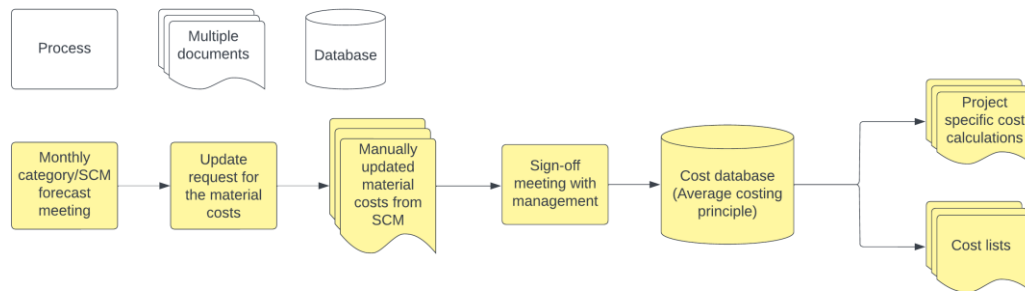 Process
Multiple
documents
Database
Monthly
category/SCM
forecast
meeting
Update
request for
the material
costs
Manually
updated
material
costs from
SCM
Sign-off
meeting with
management
Cost database
(Average costing
principle)
Project
specific cost
calculations
Cost lists